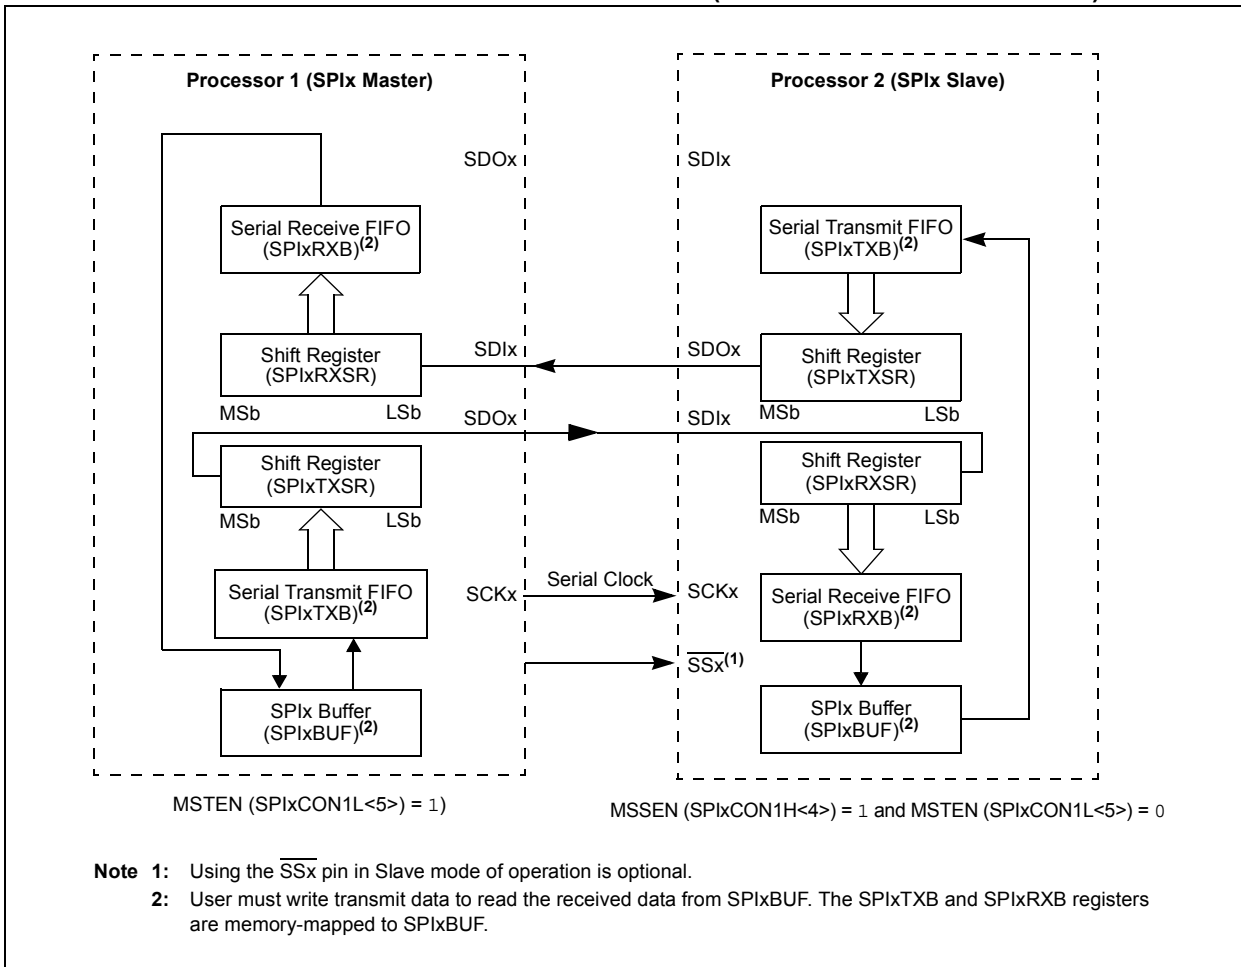 Processor 1 (SPIx Master)
Processor 2 (SPIx Slave)
SDOx
SDIx
Serial Receive FIFO
(SPIxRXB)(2)
Serial Transmit FIFO
(SPIxTXB)(2)
Shift Register
(SPIxRXSR)
SDIx
SDOx
Shift Register
(SPIxTXSR)
MSb
LSb
SDOx
SDIx
MSb
LSb
Shift Register
(SPIxTXSR)
Shift Register
(SPIxRXSR)
MSb
LSb
MSb
LSb
Serial Transmit FIFO
(SPIxTXB)(2)
SCKx
Serial Clock
SCKx
Serial Receive FIFO
(SPIxRXB)(2)
SSx(1)
SPIx Buffer
(SPIxBUF)(2)
SPIx Buffer
(SPIxBUF)(2)
MSTEN (SPIxCON1L<5>) = 1)
MSSEN (SPIxCON1H<4>) = 1 and MSTEN (SPIxCON1L<5>) = 0
Note 1: Using the SSx pin in Slave mode of operation is optional.
2: User must write transmit data to read the received data from SPIxBUF. The SPIxTXB and SPIxRXB registers
are memory-mapped to SPIxBUF.